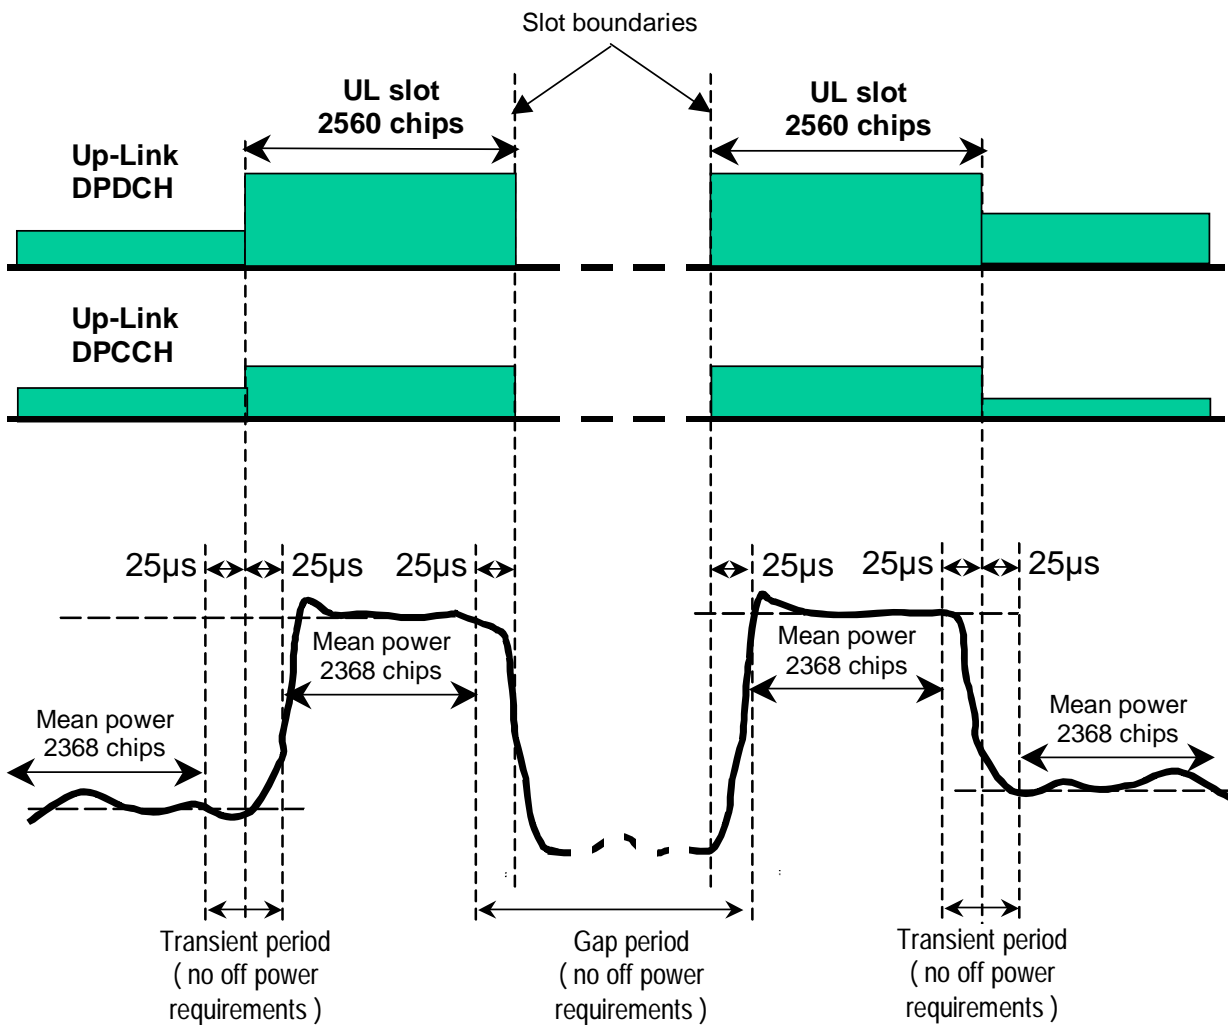 Slot boundaries
UL slot
2560 chips
UL slot
2560 chips
Up-Link
DPDCH
Up-Link
DPCCH
25µs
25µs
25µs
25µs
25µs
25µs
Mean power
2368 chips
Mean power
2368 chips
Mean power
2368 chips
Mean power
2368 chips
Transient period
( no off power
requirements )
Gap period
( no off power
requirements )
Transient period
( no off power
requirements )